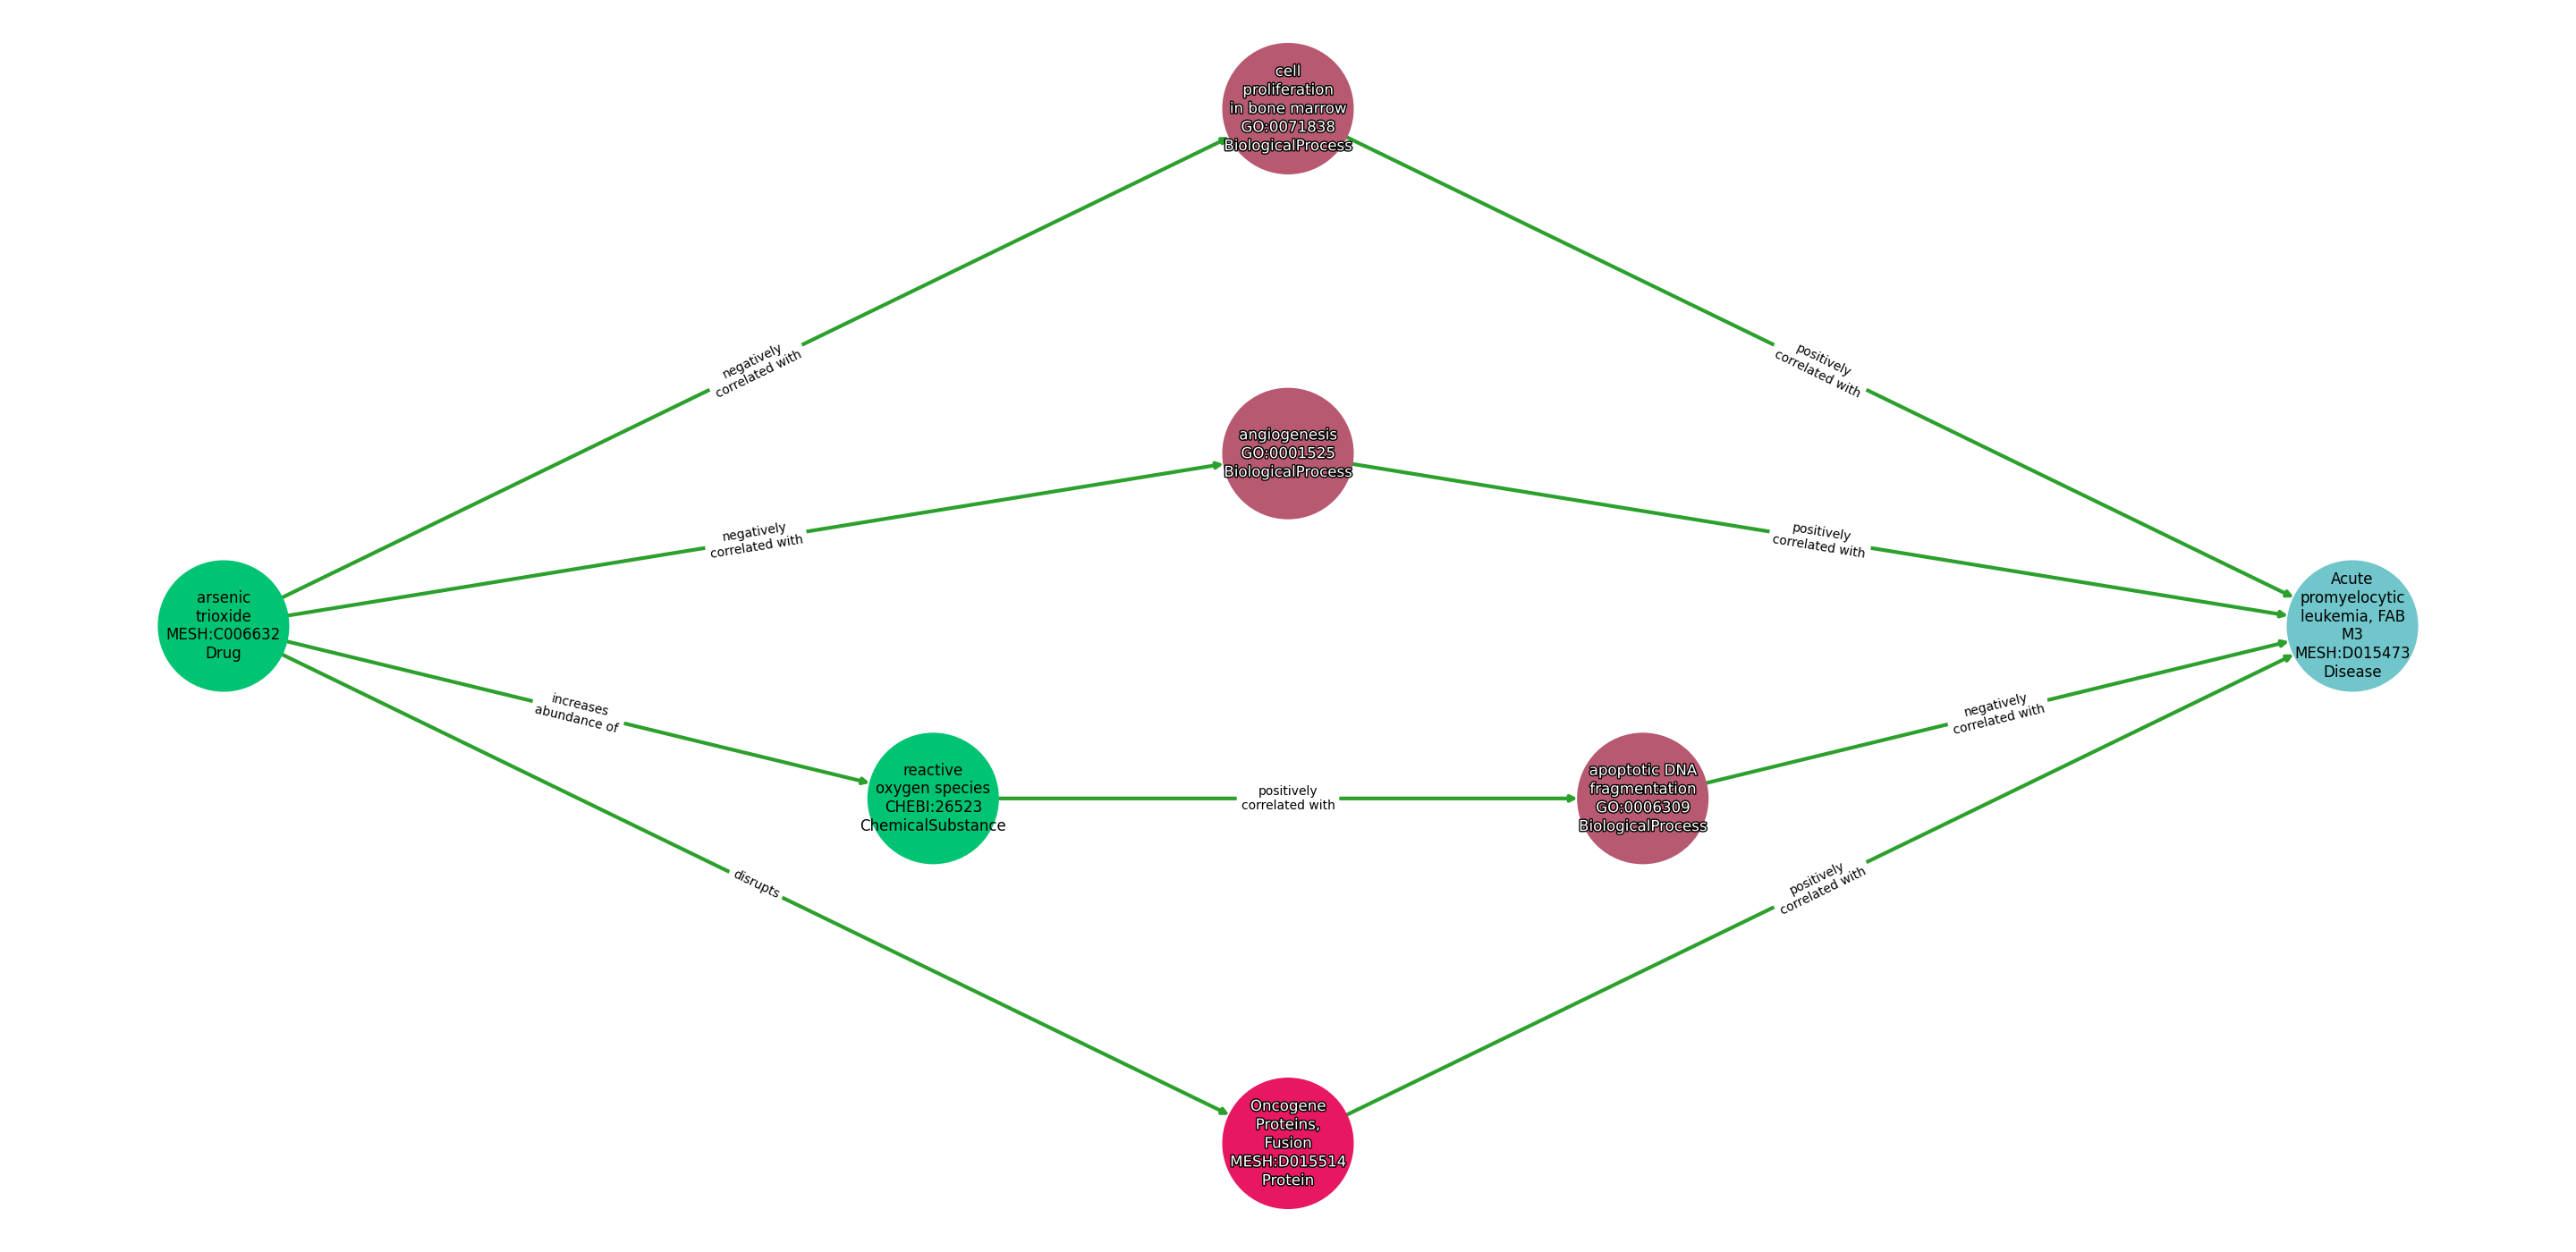 cell
proliferation
in bone marrow
GO:0071838
BiologicalProcess
negatively
correlated with
positively
correlated with
angiogenesis
GO:0001525
BiologicalProcess
negatively
correlated with
positively
correlated with
arsenic
trioxide
MESH:C006632
Drug
Acute
promyelocytic
leukemia, FAB
M3
MESH:D015473
Disease
increases
abundance of
reactive
oxygen species
CHEBI:26523
ChemicalSubstance
positively
correlated with
apoptotic DNA
fragmentation
GO:0006309
BiologicalProcess
negatively
correlated with
disrupts
positively
correlated with
Oncogene
Proteins,
Fusion
MESH:D015514
Protein